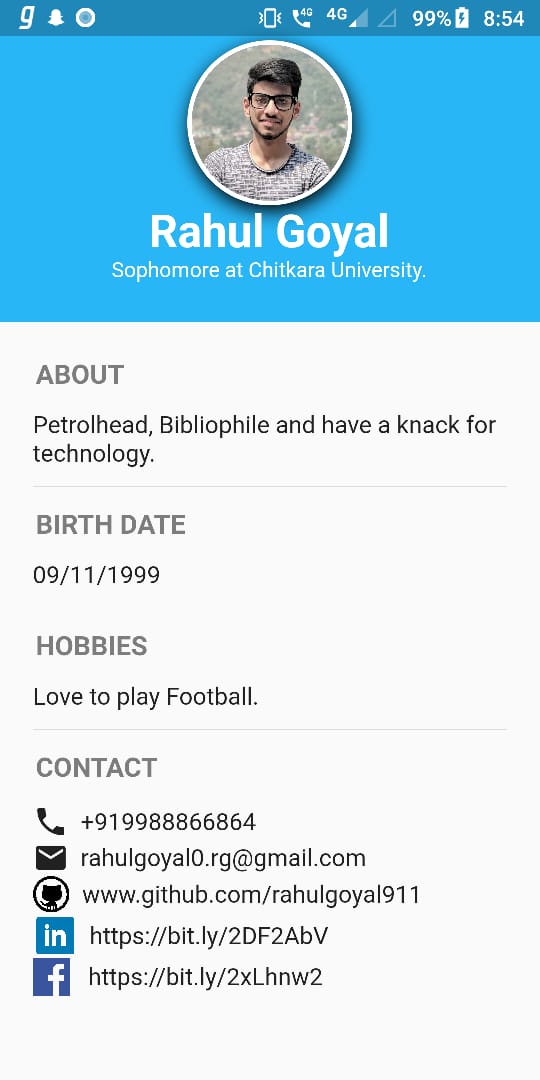 4G 4G 99% 8:54
Rahul Goyal
Sophomore at Chitkara University.
ABOUT
Petrolhead, Bibliophile and have a knack for
technology.
BIRTH DATE
09/11/1999
HOBBIES
Love to play Football.
CONTACT
+919988866864
rahulgoyal0.rg@gmail.com
www.github.com/rahulgoyal911
in https://bit.ly/2DF2AbV
f https://bit.ly/2xLhnw2